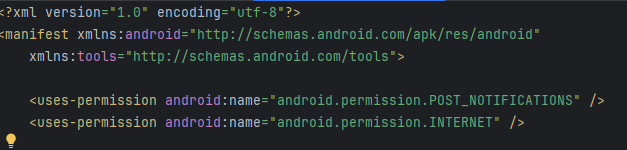 <?xml version="1.0" encoding="utf-8"?>
<manifest xmlns:android="http://schemas.android.com/apk/res/android"
    xmlns:tools="http://schemas.android.com/tools">

    <uses-permission android:name="android.permission.POST_NOTIFICATIONS" />
    <uses-permission android:name="android.permission.INTERNET" />